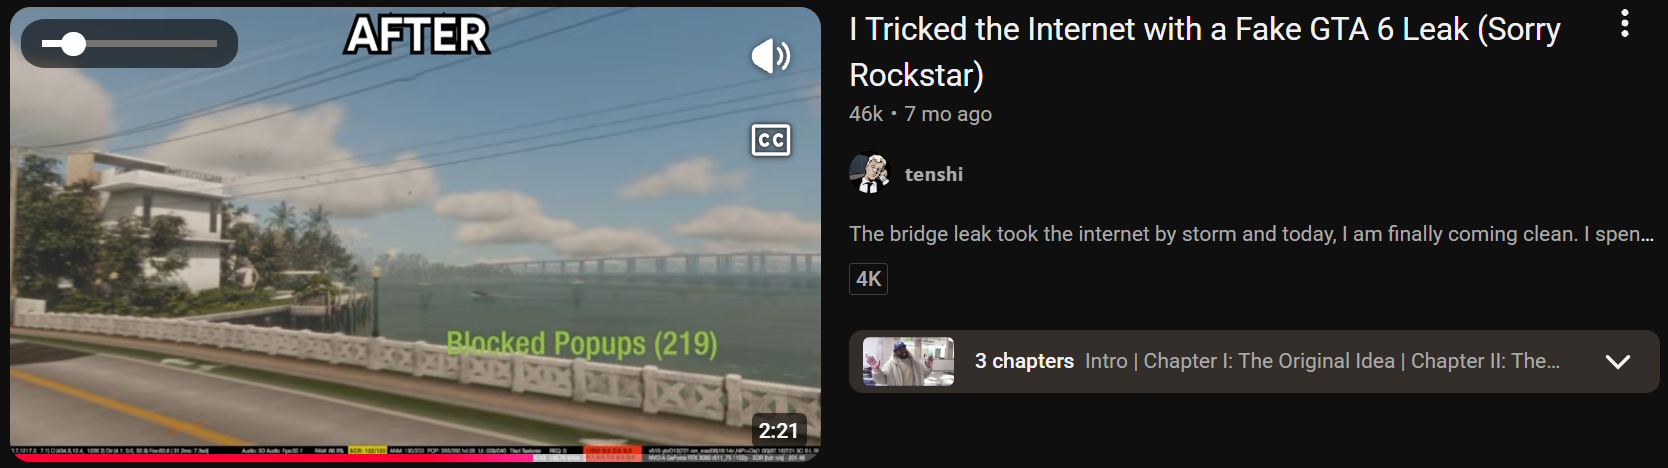 AFTER
CC
Blocked Popups (219)
2:21
I Tricked the Internet with a Fake GTA 6 Leak (Sorry
Rockstar)
46k • 7 mo ago
tenshi
The bridge leak took the internet by storm and today, I am finally coming clean. I spen...
4K
3 chapters Intro | Chapter I: The Original Idea | Chapter II: The...